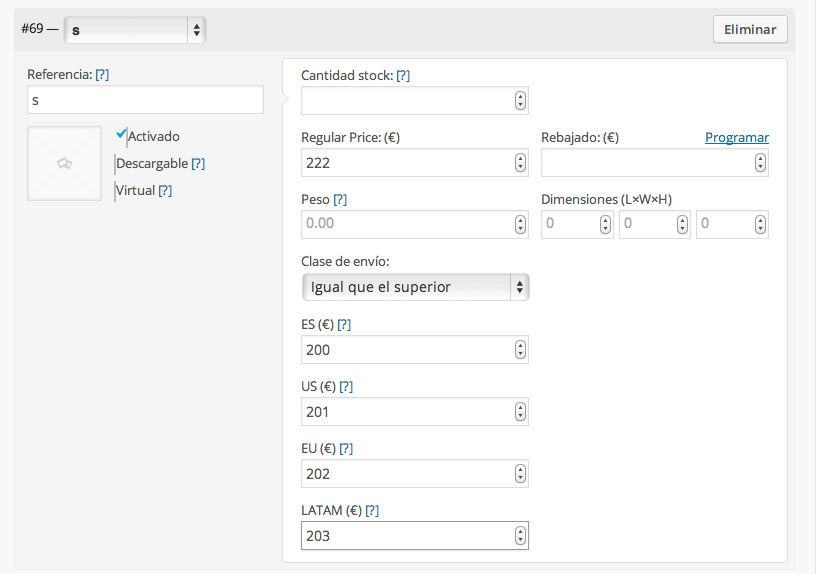 #69 — s Eliminar
Referencia: [?]
s
Activado
Descargable [?]
Virtual [?]
Cantidad stock: [?]
Regular Price: (€) Rebajado: (€) Programar
222
Peso [?] Dimensiones (L×W×H)
0.00 0 0 0
Clase de envío:
Igual que el superior
ES (€) [?]
200
US (€) [?]
201
EU (€) [?]
202
LATAM (€) [?]
203